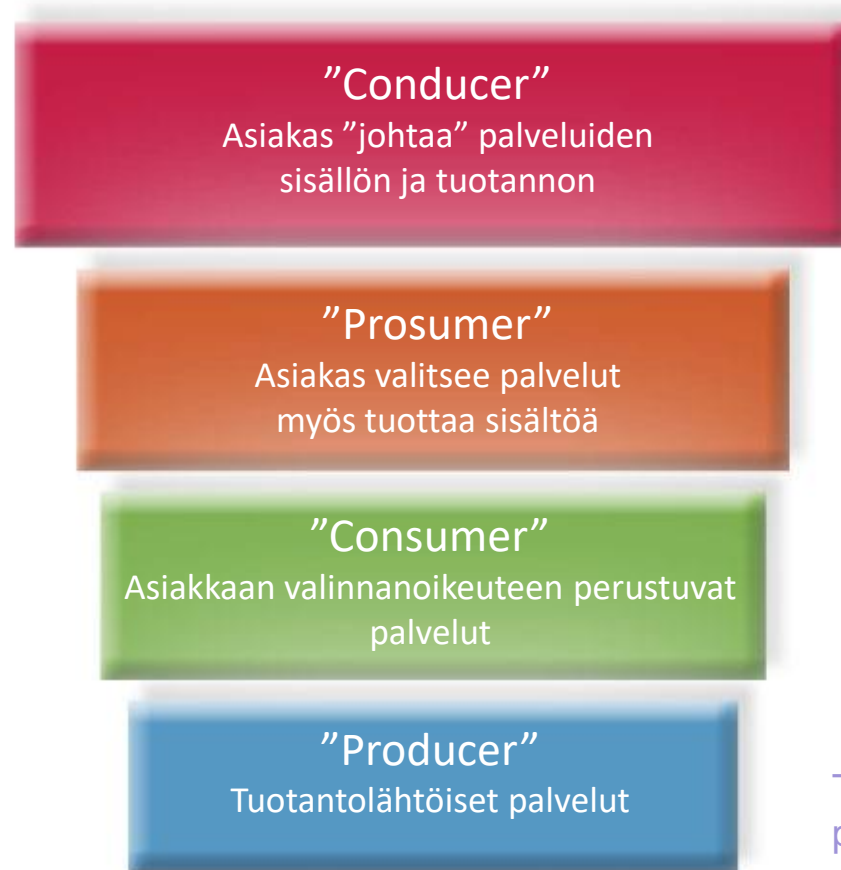 ”Conducer”
Asiakas ”johtaa” palveluiden
sisällön ja tuotannon
”Prosumer”
Asiakas valitsee palvelut
myös tuottaa sisältöä
”Consumer”
Asiakkaan valinnanoikeuteen perustuvat
palvelut
”Producer”
Tuotantolähtöiset palvelut